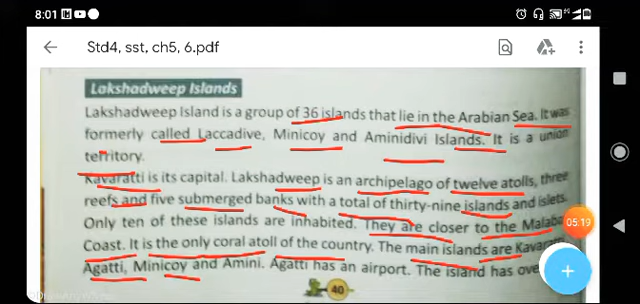 8:01
Std4, sst, ch5, 6.pdf
Lakshadweep Islands
Lakshadweep Island is a group of 36 islands that lie in the Arabian Sea. It was
formerly called Laccadive, Minicoy and Aminidivi Islands. It is a union
territory.
Kavaratti is its capital. Lakshadweep is an archipelago of twelve atolls, three
reefs and five submerged banks with a total of thirty-nine islands and islets.
Only ten of these islands are inhabited. They are closer to the Malaba
05:19
Coast. It is the only coral atoll of the country. The main islands are Kavara
Agatti, Minicoy and Amini. Agatti has an airport. The island has ove
40